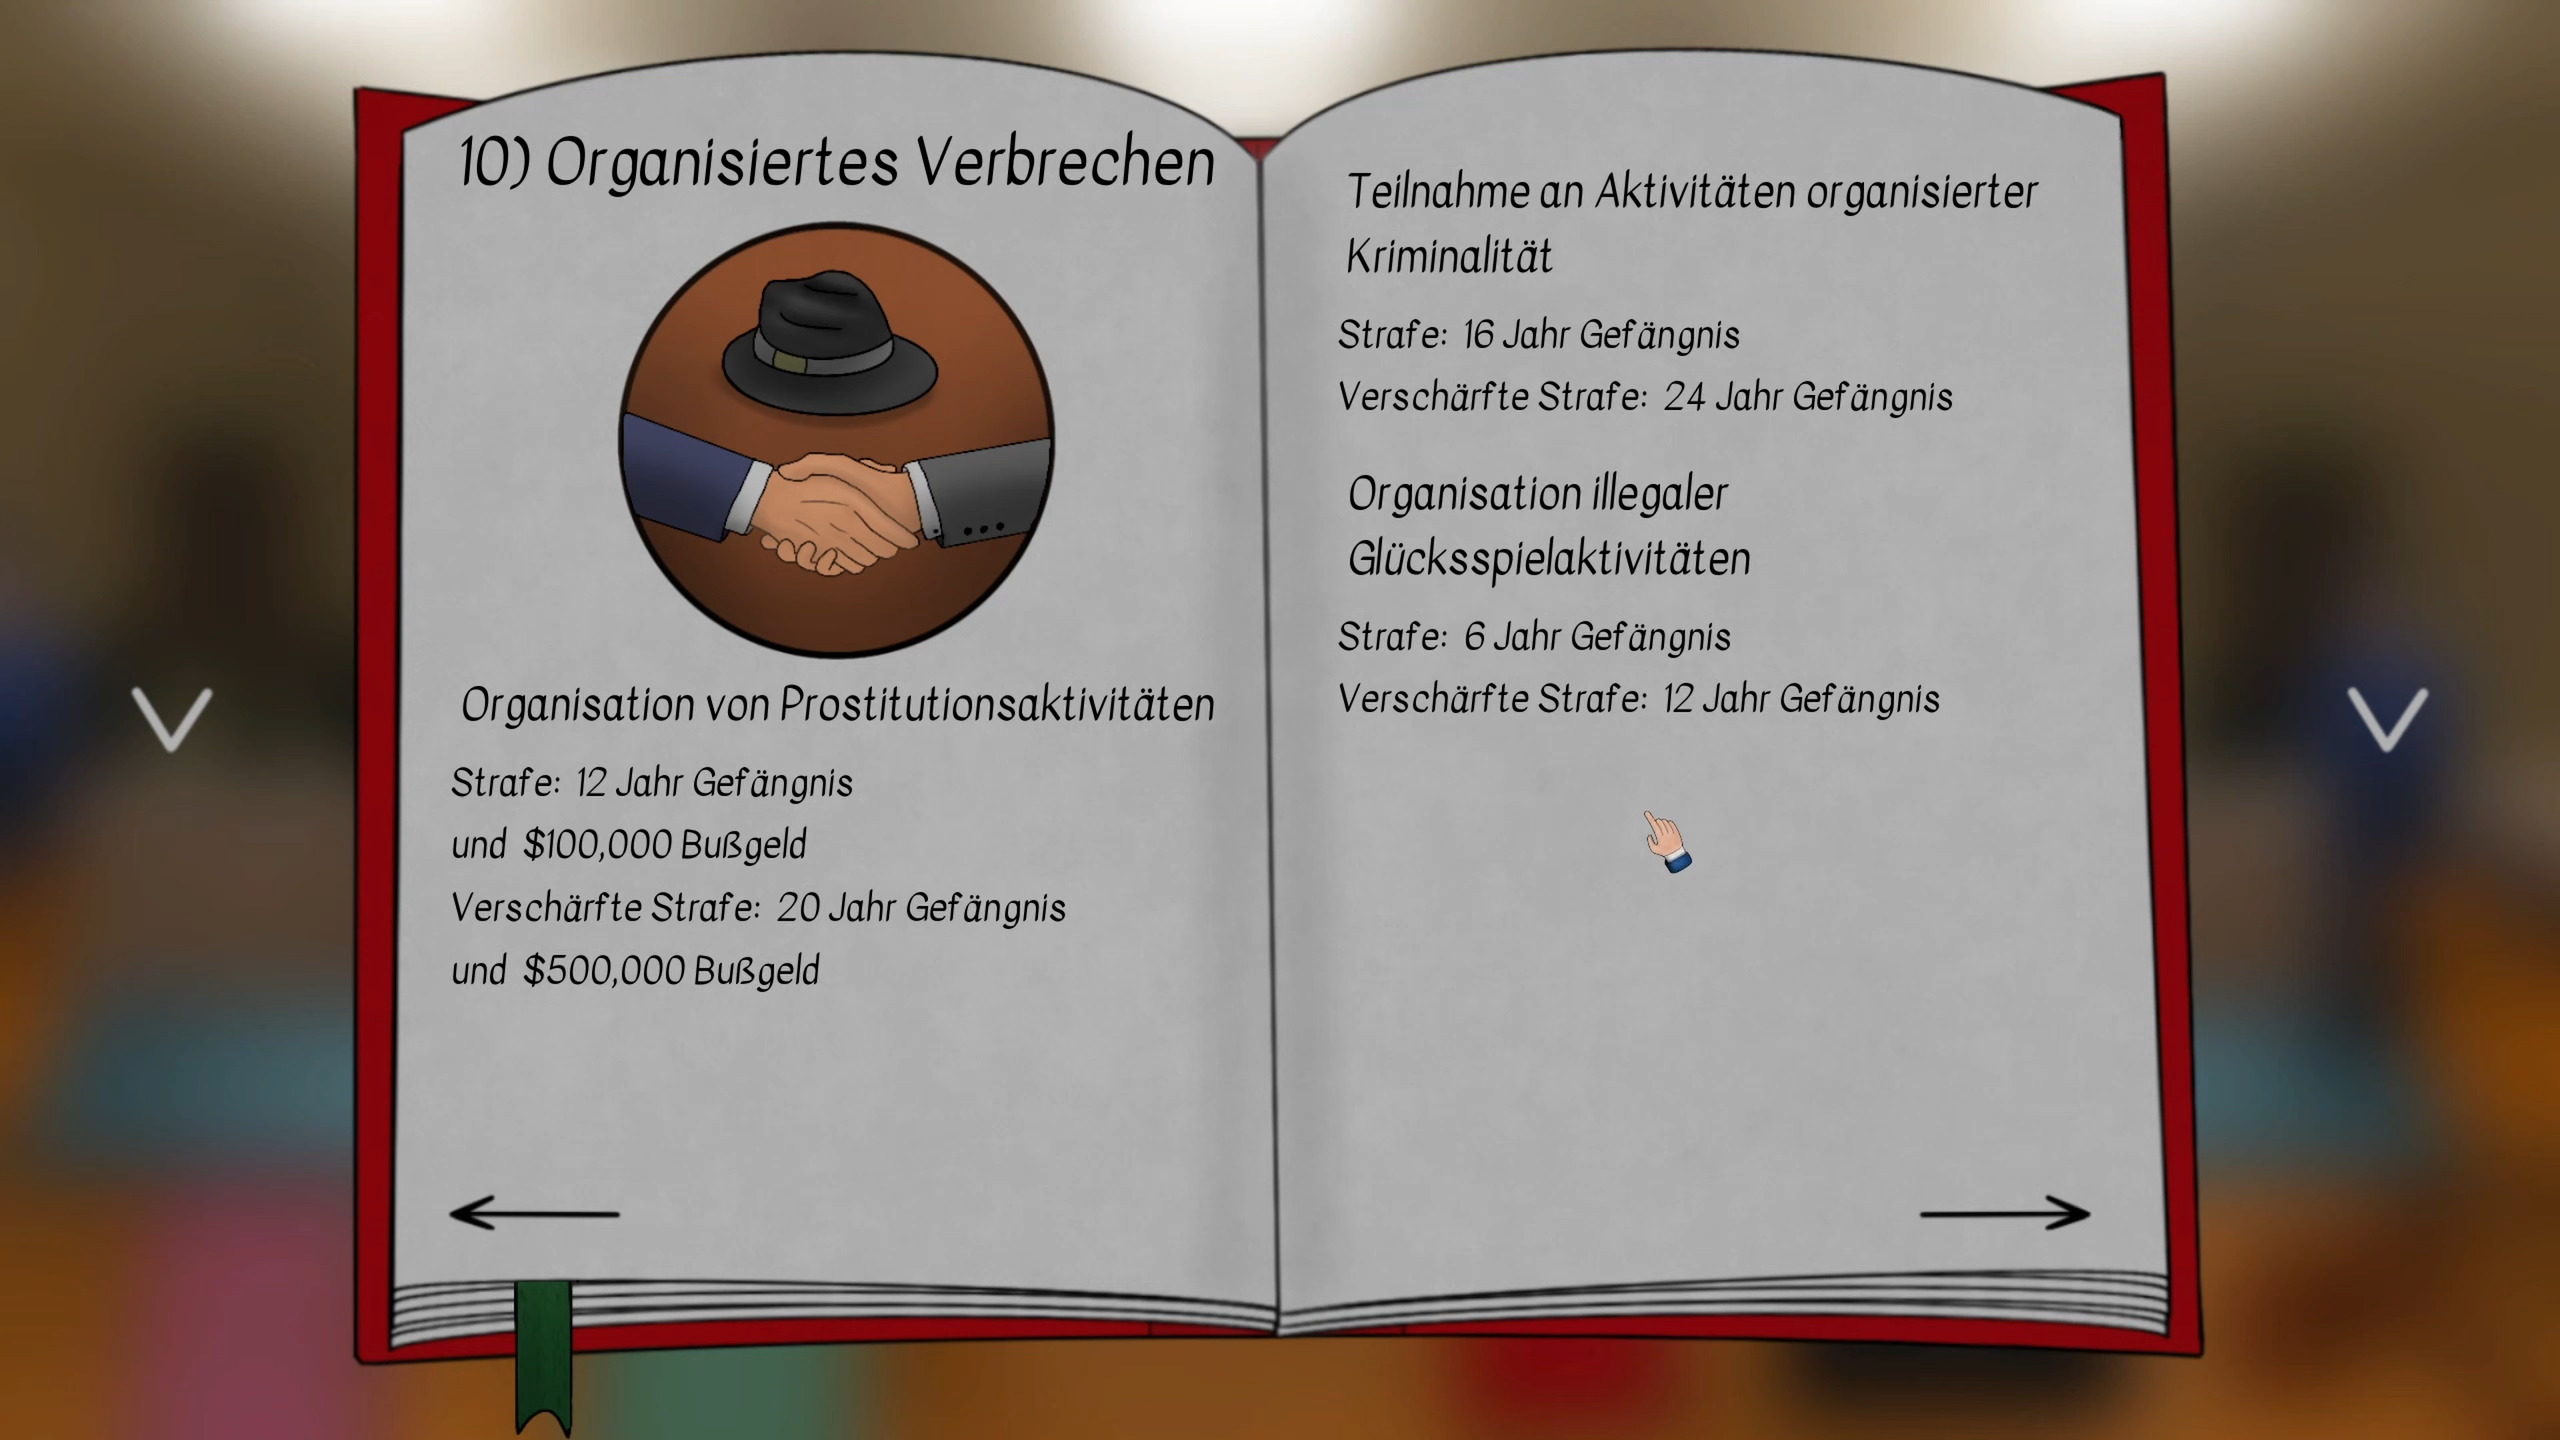 10) Organisiertes Verbrechen
Organisation von Prostitutionsaktivitäten
Strafe: 12 Jahr Gefängnis
und $100,000 Bußgeld
Verschärfte Strafe: 20 Jahr Gefängnis
und $500,000 Bußgeld
Teilnahme an Aktivitäten organisierter
Kriminalität
Strafe: 16 Jahr Gefängnis
Verschärfte Strafe: 24 Jahr Gefängnis
Organisation illegaler
Glücksspielaktivitäten
Strafe: 6 Jahr Gefängnis
Verschärfte Strafe: 12 Jahr Gefängnis